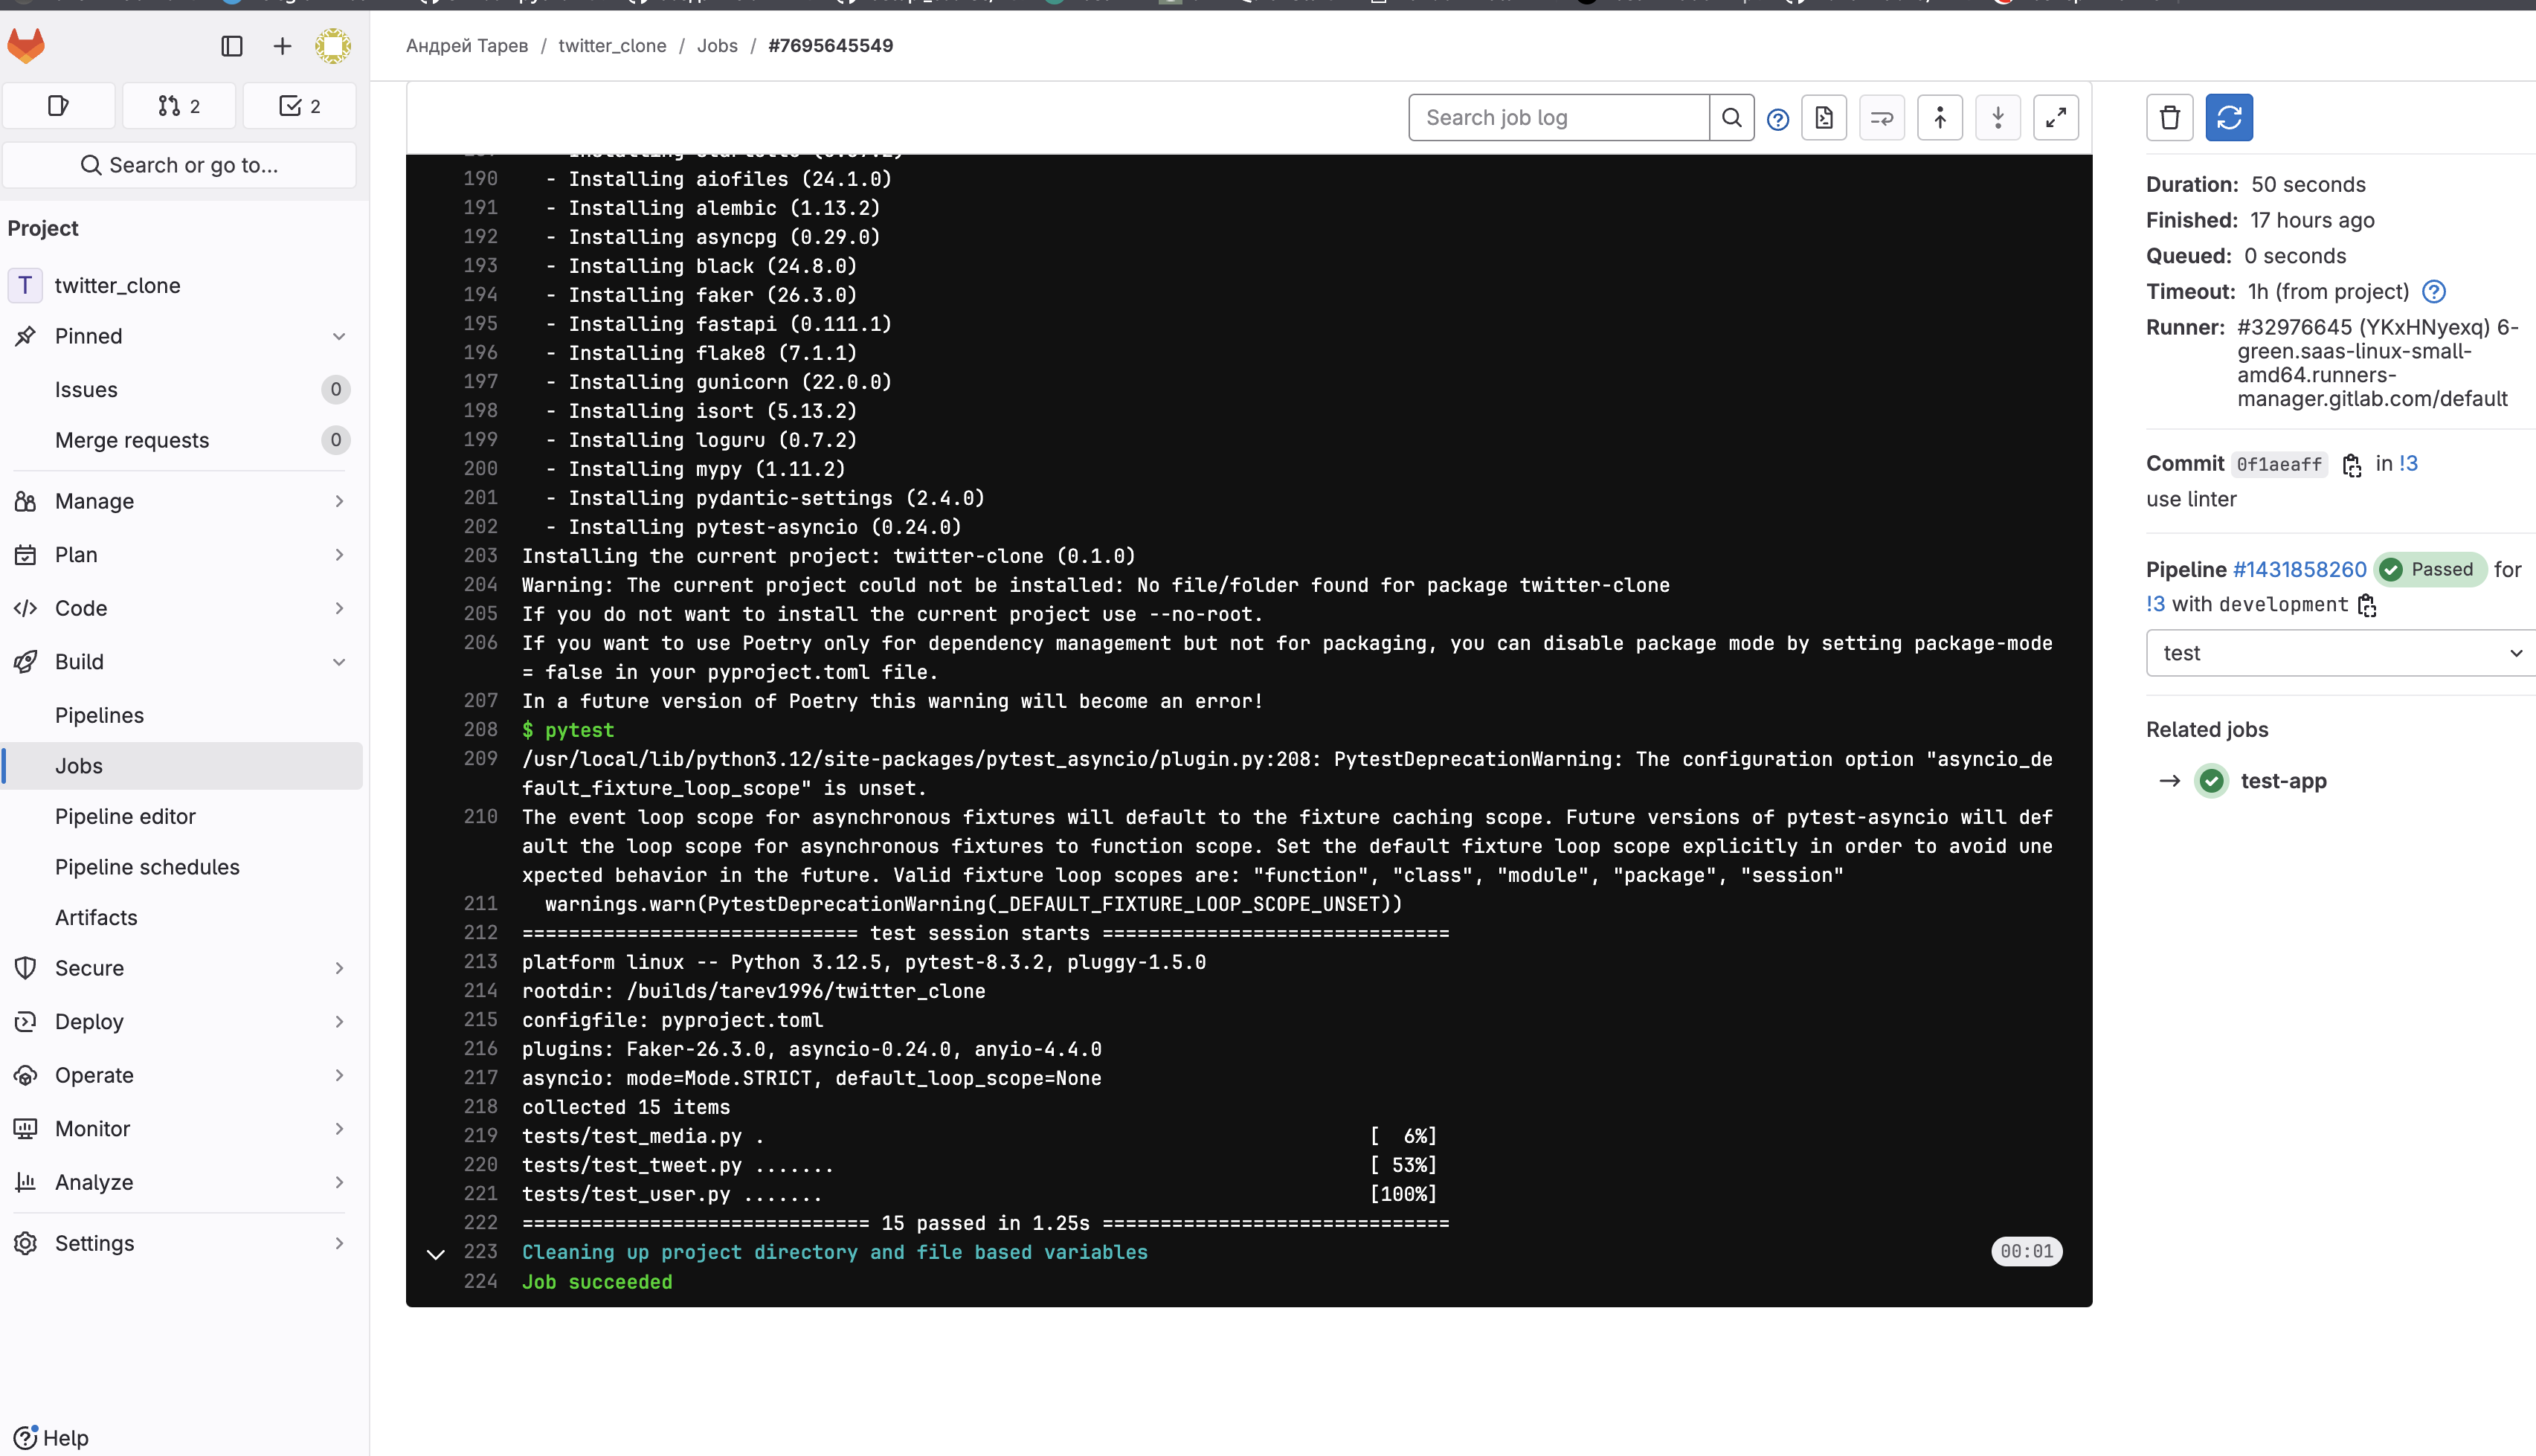 Андрей Тарев / twitter_clone / Jobs / #7695645549
2
2
Search or go to...
Project
T twitter_clone
Pinned
Issues 0
Merge requests 0
Manage
Plan
Code
Build
Pipelines
Jobs
Pipeline editor
Pipeline schedules
Artifacts
Secure
Deploy
Operate
Monitor
Analyze
Settings
Help
Search job log
190 - Installing aiofiles (24.1.0)
191 - Installing alembic (1.13.2)
192 - Installing asyncpg (0.29.0)
193 - Installing black (24.8.0)
194 - Installing faker (26.3.0)
195 - Installing fastapi (0.111.1)
196 - Installing flake8 (7.1.1)
197 - Installing gunicorn (22.0.0)
198 - Installing isort (5.13.2)
199 - Installing loguru (0.7.2)
200 - Installing mypy (1.11.2)
201 - Installing pydantic-settings (2.4.0)
202 - Installing pytest-asyncio (0.24.0)
203 Installing the current project: twitter-clone (0.1.0)
204 Warning: The current project could not be installed: No file/folder found for package twitter-clone
205 If you do not want to install the current project use --no-root.
206 If you want to use Poetry only for dependency management but not for packaging, you can disable package mode by setting package-mode
= false in your pyproject.toml file.
207 In a future version of Poetry this warning will become an error!
208 $ pytest
209 /usr/local/lib/python3.12/site-packages/pytest_asyncio/plugin.py:208: PytestDeprecationWarning: The configuration option "asyncio_de
fault_fixture_loop_scope" is unset.
210 The event loop scope for asynchronous fixtures will default to the fixture caching scope. Future versions of pytest-asyncio will def
ault the loop scope for asynchronous fixtures to function scope. Set the default fixture loop scope explicitly in order to avoid une
xpected behavior in the future. Valid fixture loop scopes are: "function", "class", "module", "package", "session"
211 warnings.warn(PytestDeprecationWarning(_DEFAULT_FIXTURE_LOOP_SCOPE_UNSET))
212 ============================= test session starts ==============================
213 platform linux -- Python 3.12.5, pytest-8.3.2, pluggy-1.5.0
214 rootdir: /builds/tarev1996/twitter_clone
215 configfile: pyproject.toml
216 plugins: Faker-26.3.0, asyncio-0.24.0, anyio-4.4.0
217 asyncio: mode=Mode.STRICT, default_loop_scope=None
218 collected 15 items
219 tests/test_media.py . [ 6%]
220 tests/test_tweet.py ....... [ 53%]
221 tests/test_user.py ....... [100%]
222 ============================== 15 passed in 1.25s ==============================
223 Cleaning up project directory and file based variables 00:01
224 Job succeeded
Duration: 50 seconds
Finished: 17 hours ago
Queued: 0 seconds
Timeout: 1h (from project)
Runner: #32976645 (YKxHNyexq) 6-
green.saas-linux-small-
amd64.runners-
manager.gitlab.com/default
Commit 0f1aeaff in !3
use linter
Pipeline #1431858260 Passed for
!3 with development
test
Related jobs
test-app